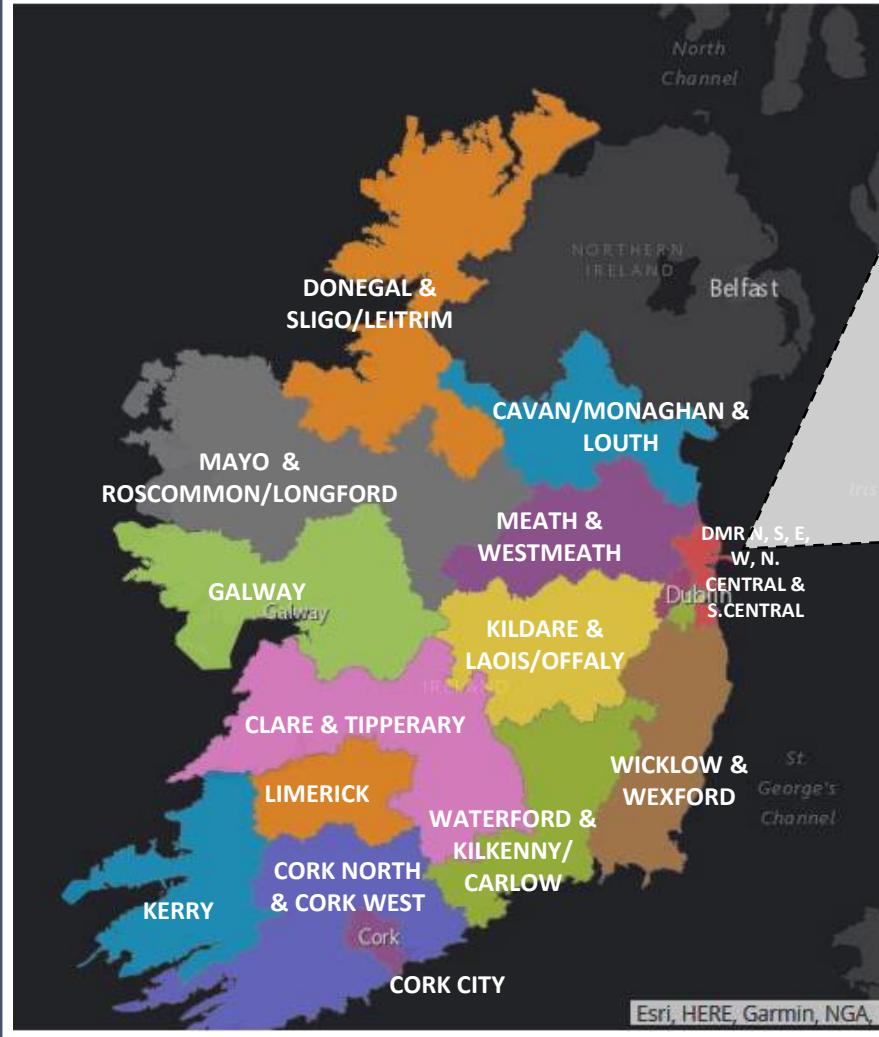 North
Channel
NORTHERN
IRELAND
Belfast
DONEGAL &
SLIGO/LEITRIM
CAVAN/MONAGHAN &
LOUTH
MAYO &
ROSCOMMON/LONGFORD
MEATH &
WESTMEATH
DMR N, S, E,
W, N.
CENTRAL &
S.CENTRAL
Dublin
Iris
GALWAY
Galway
KILDARE &
LAOIS/OFFALY
IRELAND
CLARE & TIPPERARY
WICKLOW &
WEXFORD
St.
George's
Channel
LIMERICK
WATERFORD &
KILKENNY/
CARLOW
CORK NORTH
& CORK WEST
KERRY
Cork
CORK CITY
Esri, HERE, Garmin, NGA,